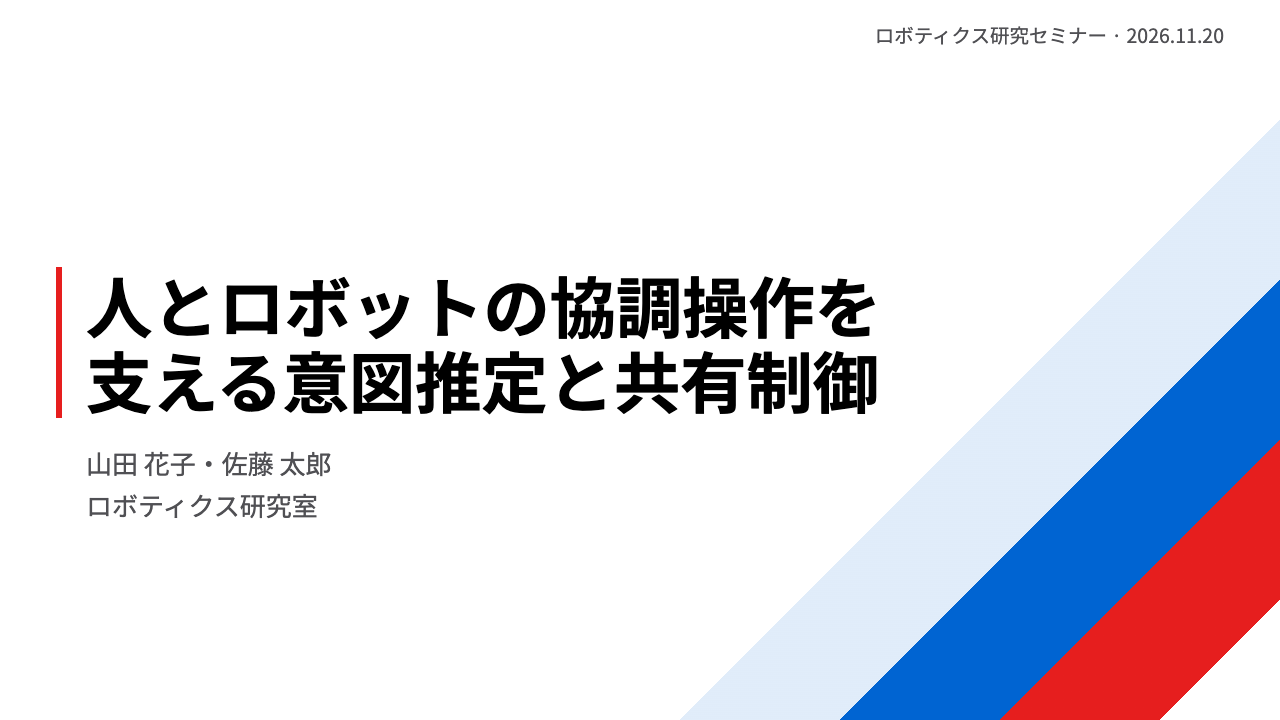 ロボティクス研究セミナー · 2026.11.20
人とロボットの協調操作を
支える意図推定と共有制御
山田 花子・佐藤 太郎
ロボティクス研究室